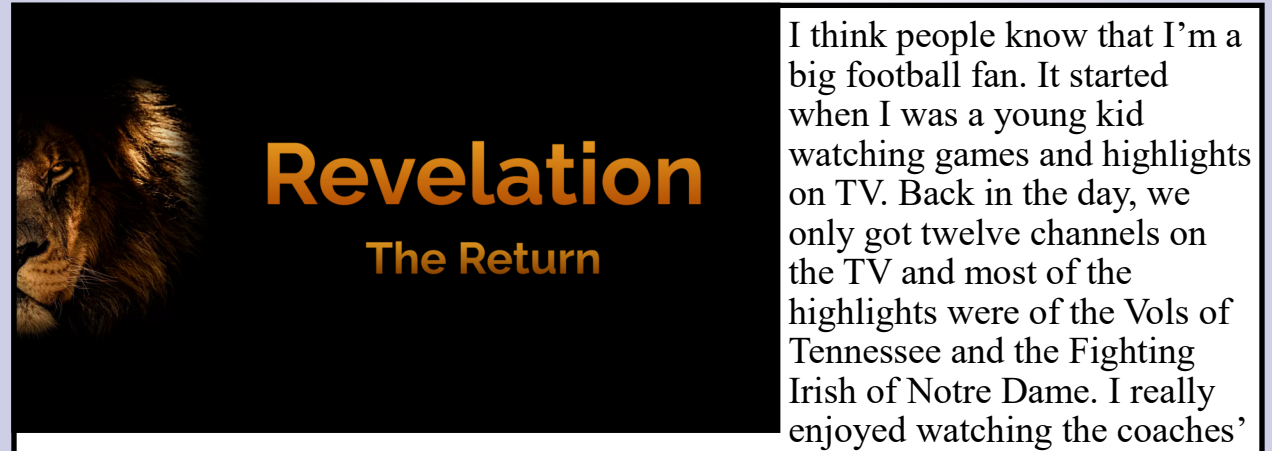 Revelation
The Return
I think people know that I’m a
big football fan. It started
when I was a young kid
watching games and highlights
on TV. Back in the day, we
only got twelve channels on
the TV and most of the
highlights were of the Vols of
Tennessee and the Fighting
Irish of Notre Dame. I really
enjoyed watching the coaches’